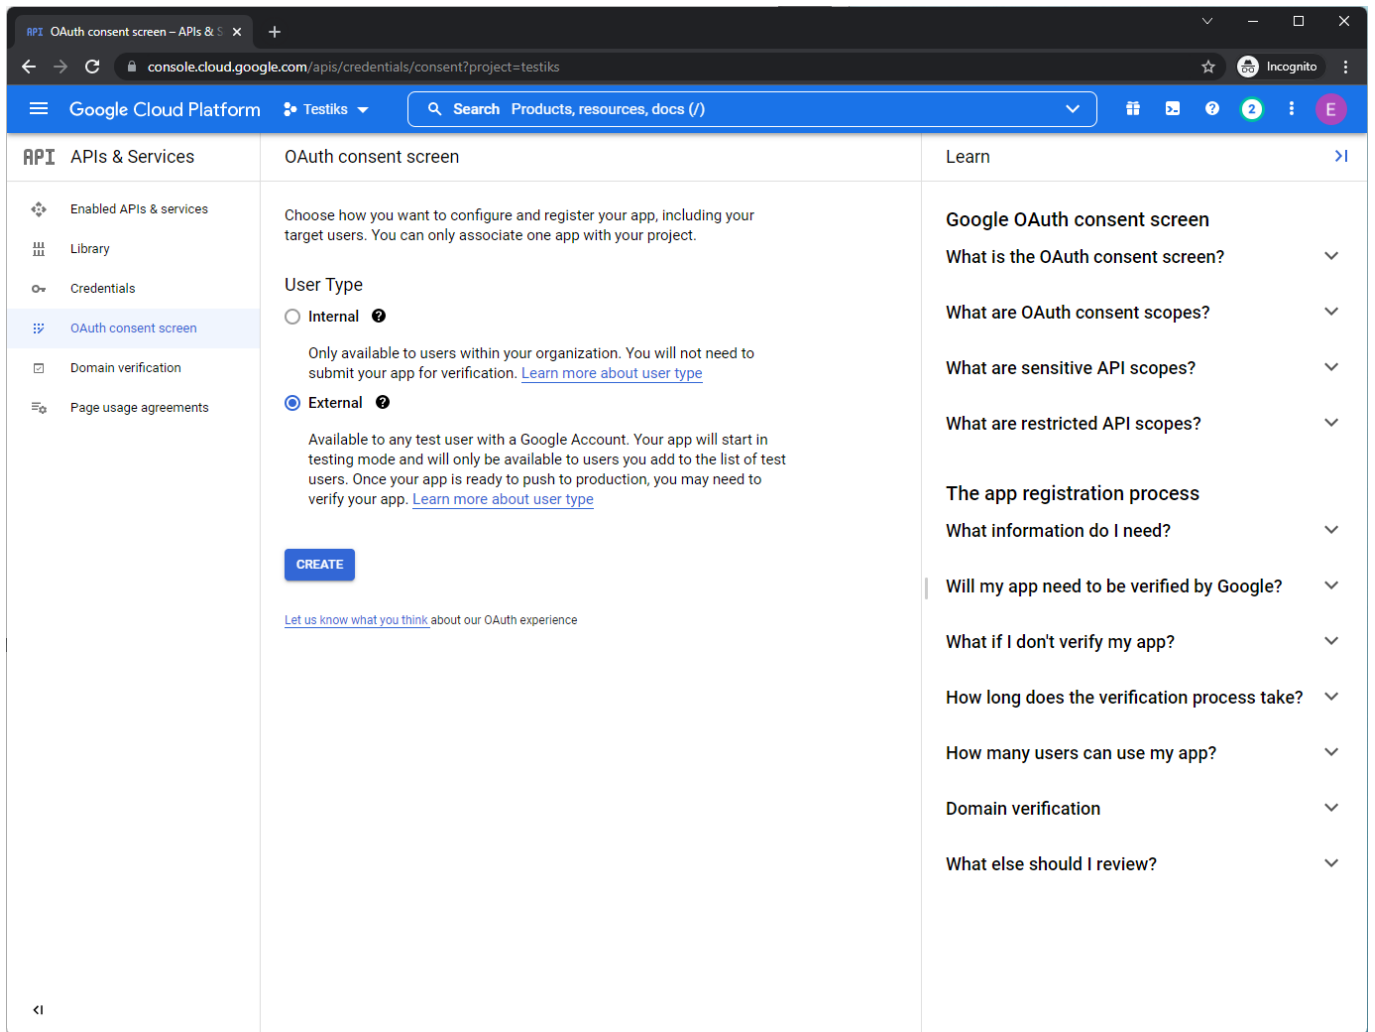 API OAuth consent screen – APIs & S
console.cloud.google.com/apis/credentials/consent?project=testiks
Incognito
Google Cloud Platform
Testiks
Search Products, resources, docs (/)
2
E
API APIs & Services
Enabled APIs & services
Library
Credentials
OAuth consent screen
Domain verification
Page usage agreements
OAuth consent screen
Choose how you want to configure and register your app, including your
target users. You can only associate one app with your project.
User Type
Internal
Only available to users within your organization. You will not need to
submit your app for verification. Learn more about user type
External
Available to any test user with a Google Account. Your app will start in
testing mode and will only be available to users you add to the list of test
users. Once your app is ready to push to production, you may need to
verify your app. Learn more about user type
CREATE
Let us know what you think about our OAuth experience
Learn
Google OAuth consent screen
What is the OAuth consent screen?
What are OAuth consent scopes?
What are sensitive API scopes?
What are restricted API scopes?
The app registration process
What information do I need?
Will my app need to be verified by Google?
What if I don't verify my app?
How long does the verification process take?
How many users can use my app?
Domain verification
What else should I review?